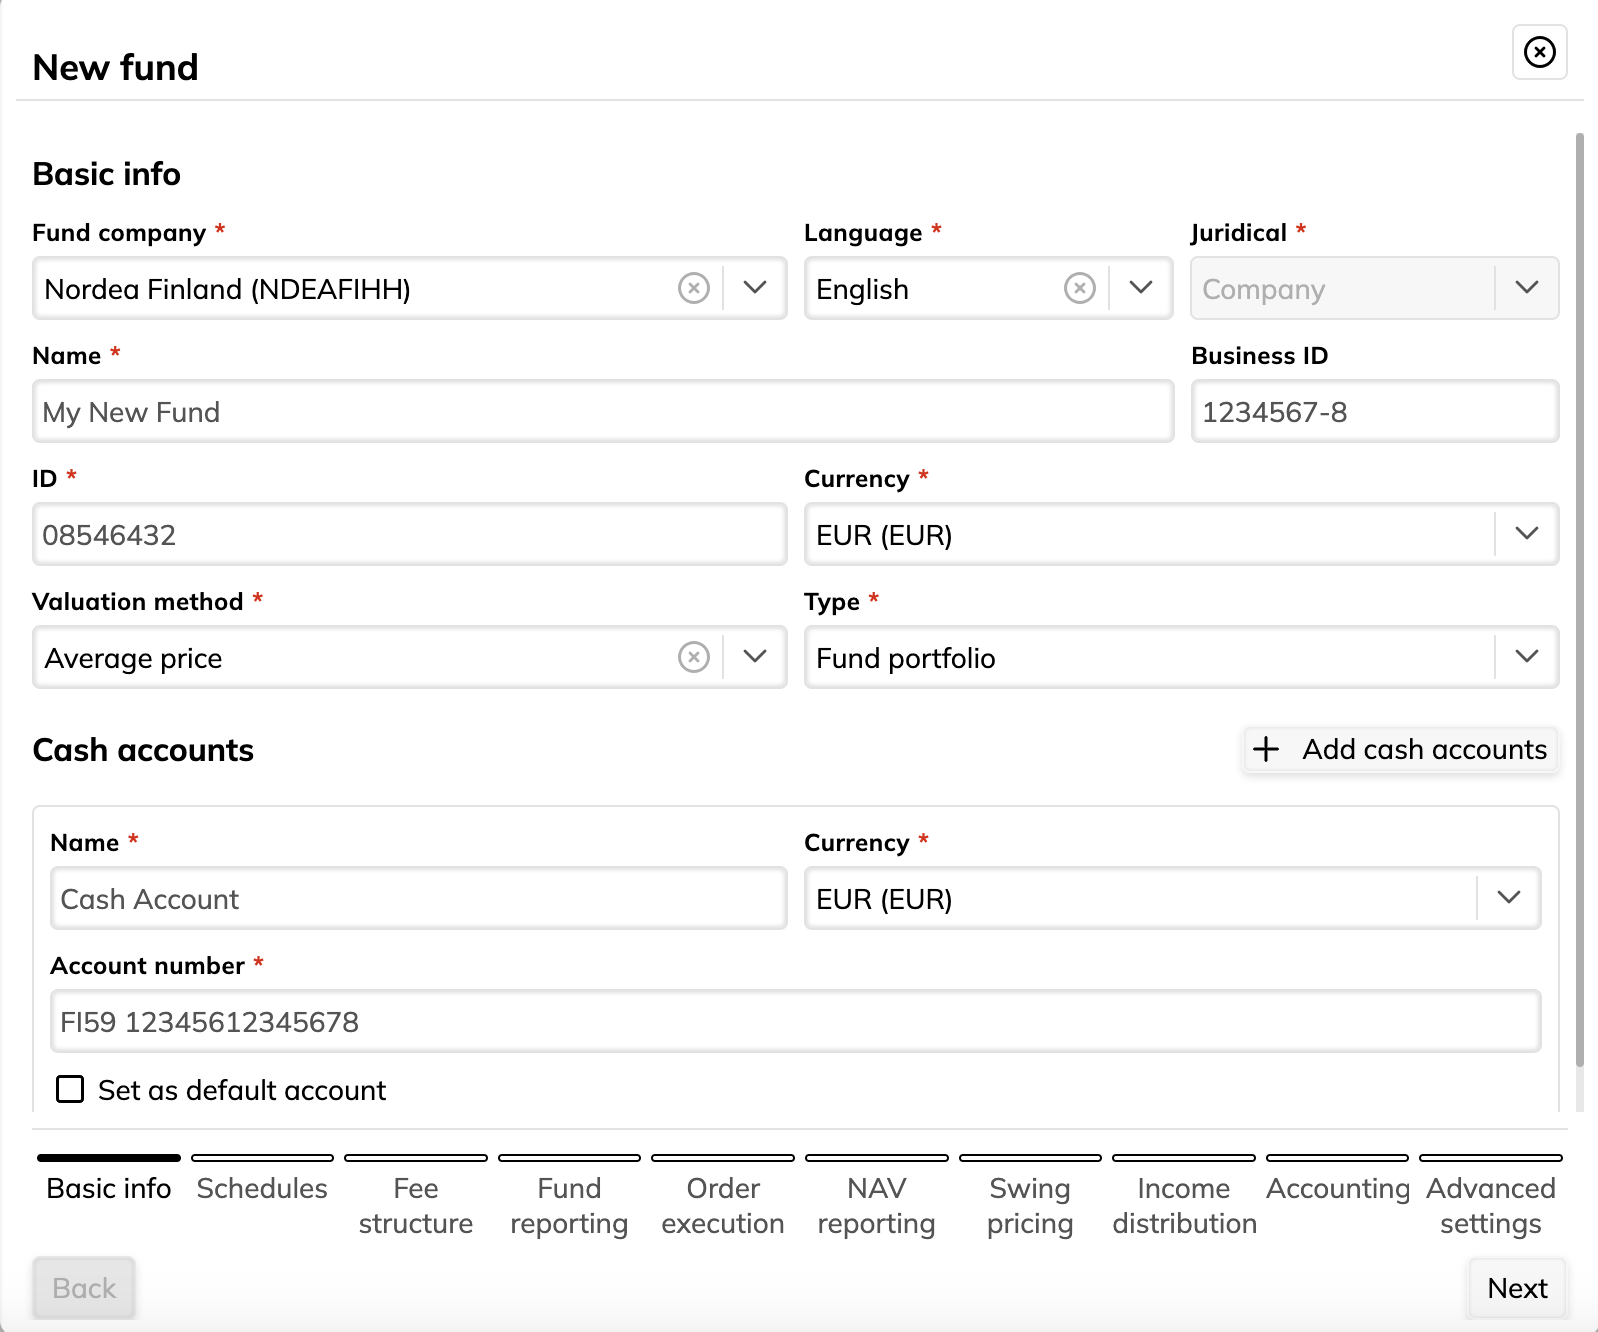 New fund
Basic info
Fund company *
Language *
Juridical *
Nordea Finland (NDEAFIHH)
English
Company
Name *
Business ID
My New Fund
1234567-8
ID *
Currency *
08546432
EUR (EUR)
Valuation method *
Type *
Average price
Fund portfolio
Cash accounts
Add cash accounts
Name *
Currency *
Cash Account
EUR (EUR)
Account number *
FI59 12345612345678
Set as default account
Basic info
Schedules
Fee
structure
Fund
reporting
Order
execution
NAV
reporting
Swing
pricing
Income
distribution
Accounting
Advanced
settings
Back
Next